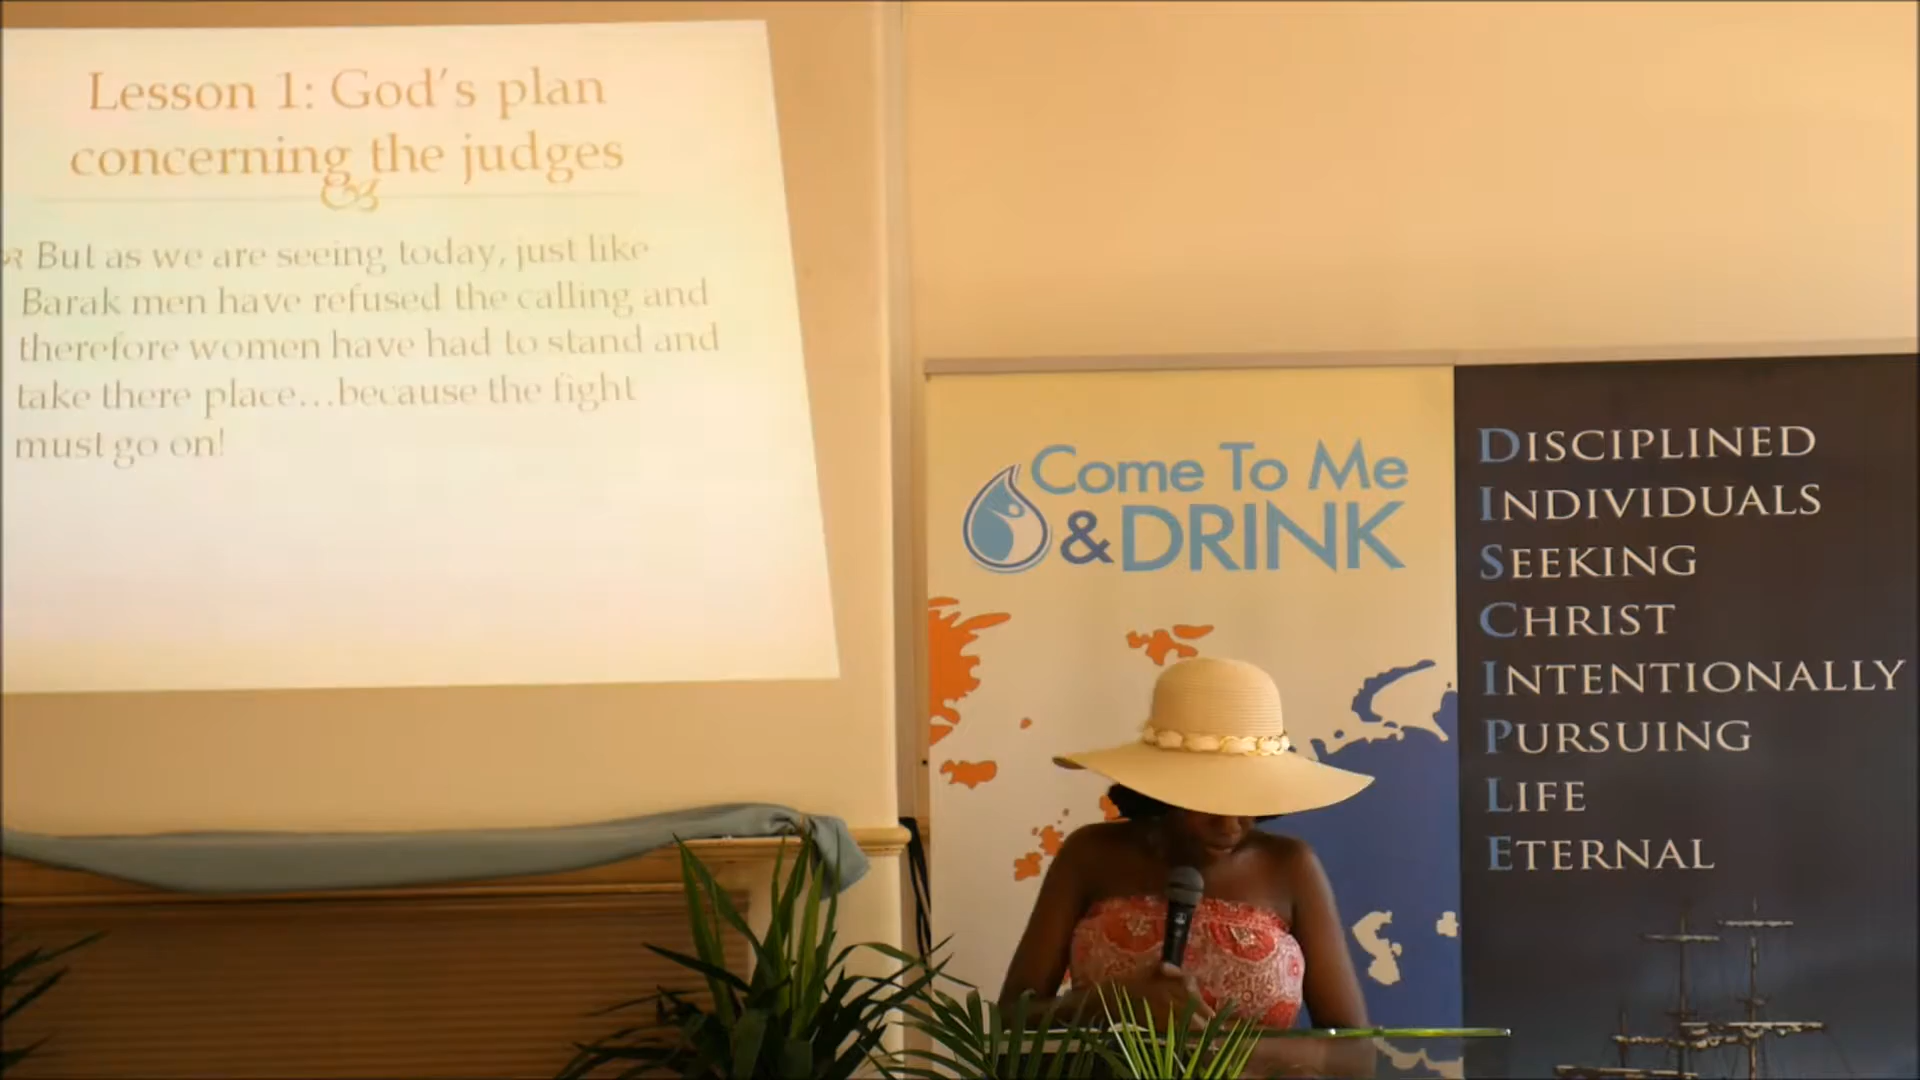 Lesson 1: God's plan
concerning the judges
But as we are seeing today, just like
Barak men have refused the calling and
therefore women have had to stand and
take there place...because the fight
must go on!
Come To Me
& DRINK
DISCIPLINED
INDIVIDUALS
SEEKING
CHRIST
INTENTIONALLY
PURSUING
LIFE
ETERNAL